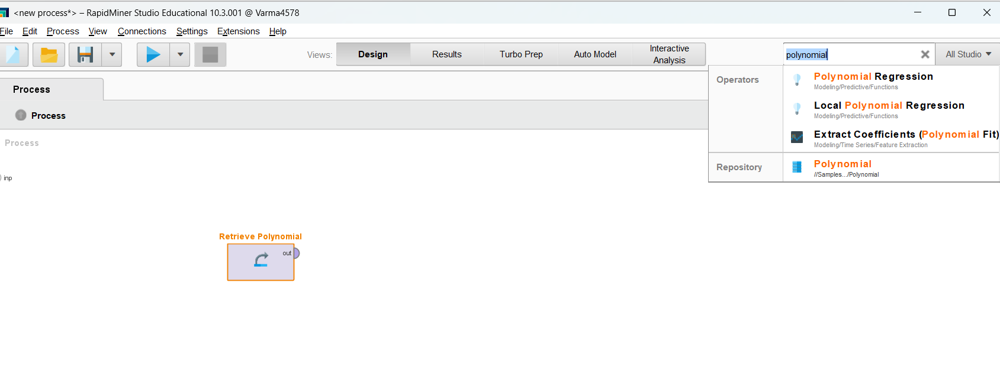 <new process*> – RapidMiner Studio Educational 10.3.001 @ Varma4578
File Edit Process View Connections Settings Extensions Help
Views: Design Results Turbo Prep Auto Model Interactive Analysis
polynomial
All Studio
Process
Process
Process
inp
Retrieve Polynomial
out
Operators
Polynomial Regression
Modeling/Predictive/Functions
Local Polynomial Regression
Modeling/Predictive/Functions
Extract Coefficients (Polynomial Fit)
Modeling/Time Series/Feature Extraction
Repository
Polynomial
//Samples.../Polynomial